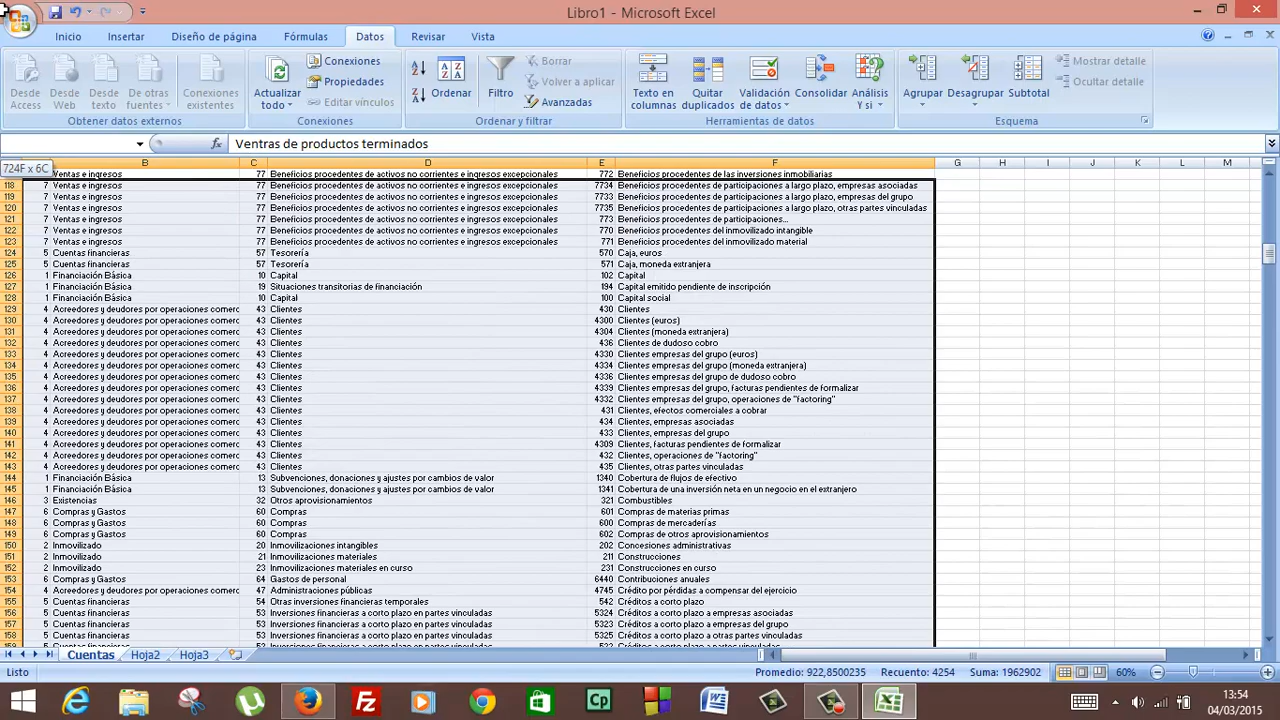 Libro1 - Microsoft Excel
Inicio Insertar Diseño de página Fórmulas Datos Revisar Vista
Desde Access
Desde Web
Desde texto
De otras fuentes
Conexiones existentes
Obtener datos externos
Actualizar todo
Conexiones
Propiedades
Editar vínculos
Conexiones
Ordenar
Filtro
Borrar
Volver a aplicar
Avanzadas
Ordenar y filtrar
Texto en columnas
Quitar duplicados
Validación de datos
Consolidar
Análisis Y si
Herramientas de datos
Agrupar
Desagrupar
Subtotal
Mostrar detalle
Ocultar detalle
Esquema
Ventras de productos terminados
724F x 6C
B C D E F G H I J K L M
Ventas e ingresos 77 Beneficios procedentes de activos no corrientes e ingresos excepcionales 772 Beneficios procedentes de las inversiones inmobiliarias
118 7 Ventas e ingresos 77 Beneficios procedentes de activos no corrientes e ingresos excepcionales 7734 Beneficios procedentes de participaciones a largo plazo, empresas asociadas
119 7 Ventas e ingresos 77 Beneficios procedentes de activos no corrientes e ingresos excepcionales 7733 Beneficios procedentes de participaciones a largo plazo, empresas del grupo
120 7 Ventas e ingresos 77 Beneficios procedentes de activos no corrientes e ingresos excepcionales 7735 Beneficios procedentes de participaciones a largo plazo, otras partes vinculadas
121 7 Ventas e ingresos 77 Beneficios procedentes de activos no corrientes e ingresos excepcionales 773 Beneficios procedentes de participaciones...
122 7 Ventas e ingresos 77 Beneficios procedentes de activos no corrientes e ingresos excepcionales 770 Beneficios procedentes del inmovilizado intangible
123 7 Ventas e ingresos 77 Beneficios procedentes de activos no corrientes e ingresos excepcionales 771 Beneficios procedentes del inmovilizado material
124 5 Cuentas financieras 57 Tesorería 570 Caja, euros
125 5 Cuentas financieras 57 Tesorería 571 Caja, moneda extranjera
126 1 Financiación Básica 10 Capital 102 Capital
127 1 Financiación Básica 19 Situaciones transitorias de financiación 194 Capital emitido pendiente de inscripción
128 1 Financiación Básica 10 Capital 100 Capital social
129 4 Acreedores y deudores por operaciones comerc 43 Clientes 430 Clientes
130 4 Acreedores y deudores por operaciones comerc 43 Clientes 4300 Clientes (euros)
131 4 Acreedores y deudores por operaciones comerc 43 Clientes 4304 Clientes (moneda extranjera)
132 4 Acreedores y deudores por operaciones comerc 43 Clientes 436 Clientes de dudoso cobro
133 4 Acreedores y deudores por operaciones comerc 43 Clientes 4330 Clientes empresas del grupo (euros)
134 4 Acreedores y deudores por operaciones comerc 43 Clientes 4334 Clientes empresas del grupo (moneda extranjera)
135 4 Acreedores y deudores por operaciones comerc 43 Clientes 4336 Clientes empresas del grupo de dudoso cobro
136 4 Acreedores y deudores por operaciones comerc 43 Clientes 4339 Clientes empresas del grupo, facturas pendientes de formalizar
137 4 Acreedores y deudores por operaciones comerc 43 Clientes 4332 Clientes empresas del grupo, operaciones de "factoring"
138 4 Acreedores y deudores por operaciones comerc 43 Clientes 431 Clientes, efectos comerciales a cobrar
139 4 Acreedores y deudores por operaciones comerc 43 Clientes 434 Clientes, empresas asociadas
140 4 Acreedores y deudores por operaciones comerc 43 Clientes 433 Clientes, empresas del grupo
141 4 Acreedores y deudores por operaciones comerc 43 Clientes 4309 Clientes, facturas pendientes de formalizar
142 4 Acreedores y deudores por operaciones comerc 43 Clientes 432 Clientes, operaciones de "factoring"
143 4 Acreedores y deudores por operaciones comerc 43 Clientes 435 Clientes, otras partes vinculadas
144 1 Financiación Básica 13 Subvenciones, donaciones y ajustes por cambios de valor 1340 Cobertura de flujos de efectivo
145 1 Financiación Básica 13 Subvenciones, donaciones y ajustes por cambios de valor 1341 Cobertura de una inversión neta en un negocio en el extranjero
146 3 Existencias 32 Otros aprovisionamientos 321 Combustibles
147 6 Compras y Gastos 60 Compras 601 Compras de materias primas
148 6 Compras y Gastos 60 Compras 600 Compras de mercaderías
149 6 Compras y Gastos 60 Compras 602 Compras de otros aprovisionamientos
150 2 Inmovilizado 20 Inmovilizaciones intangibles 202 Concesiones administrativas
151 2 Inmovilizado 21 Inmovilizaciones materiales 211 Construcciones
152 2 Inmovilizado 23 Inmovilizaciones materiales en curso 231 Construcciones en curso
153 6 Compras y Gastos 64 Gastos de personal 6440 Contribuciones anuales
154 4 Acreedores y deudores por operaciones comerc 47 Administraciones públicas 4745 Crédito por pérdidas a compensar del ejercicio
155 5 Cuentas financieras 54 Otras inversiones financieras temporales 542 Créditos a corto plazo
156 5 Cuentas financieras 53 Inversiones financieras a corto plazo en partes vinculadas 5324 Créditos a corto plazo a empresas asociadas
157 5 Cuentas financieras 53 Inversiones financieras a corto plazo en partes vinculadas 5323 Créditos a corto plazo a empresas del grupo
158 5 Cuentas financieras 53 Inversiones financieras a corto plazo en partes vinculadas 5325 Créditos a corto plazo a otras partes vinculadas
Cuentas Hoja2 Hoja3
Listo Promedio: 922,8500235 Recuento: 4254 Suma: 1962902 60%
13:54
04/03/2015